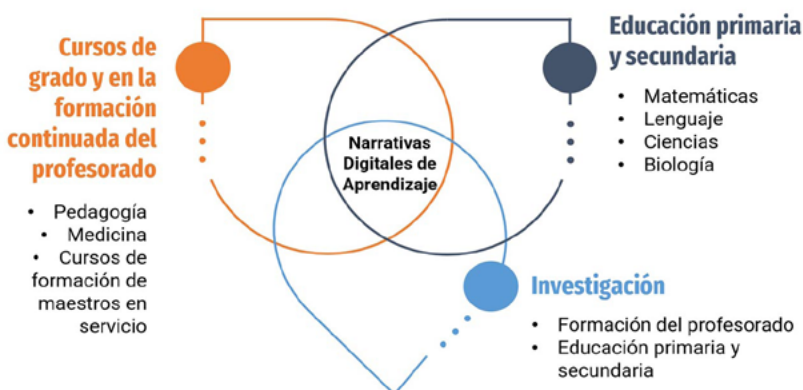 Cursos de
grado y en la
formación
continuada del
profesorado
• Pedagogía
• Medicina
• Cursos de
formación de
maestros en
servicio
Narrativas
Digitales de
Aprendizaje
Educación primaria
y secundaria
• Matemáticas
• Lenguaje
• Ciencias
• Biología
Investigación
• Formación del profesorado
• Educación primaria y
secundaria